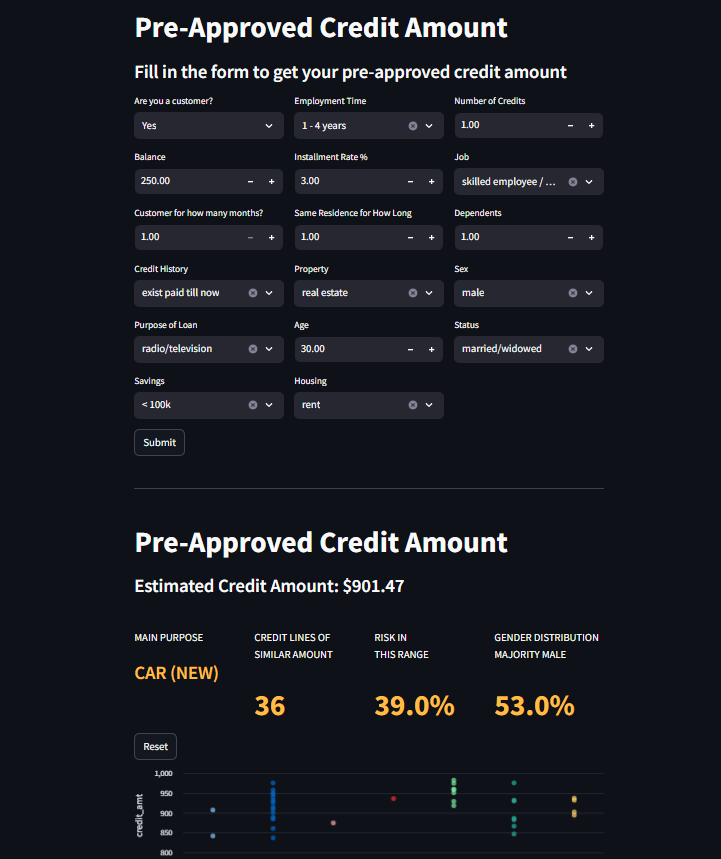 Pre-Approved Credit Amount
Fill in the form to get your pre-approved credit amount
Are you a customer? Employment Time Number of Credits
Yes 1 - 4 years 1.00
Balance Installment Rate % Job
250.00 3.00 skilled employee / ...
Customer for how many months? Same Residence for How Long Dependents
1.00 1.00 1.00
Credit History Property Sex
exist paid till now real estate male
Purpose of Loan Age Status
radio/television 30.00 married/widowed
Savings Housing
< 100k rent
Submit
Pre-Approved Credit Amount
Estimated Credit Amount: $901.47
MAIN PURPOSE CREDIT LINES OF RISK IN GENDER DISTRIBUTION
SIMILAR AMOUNT THIS RANGE MAJORITY MALE
CAR (NEW)
36 39.0% 53.0%
Reset
1,000
950
900
850
800
credit_amt